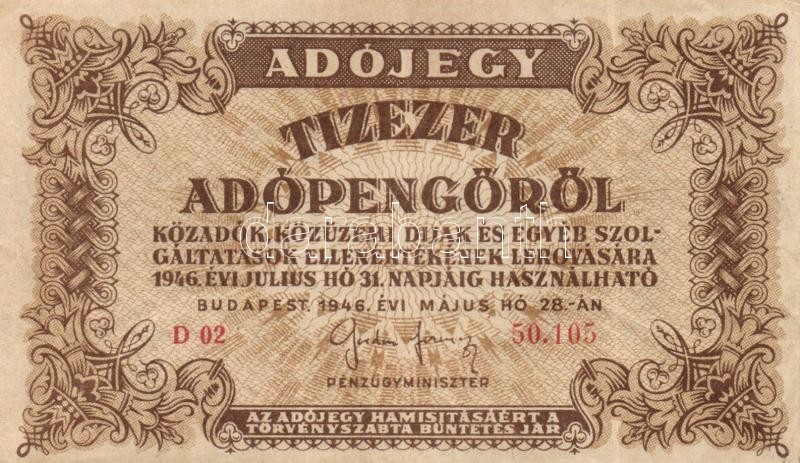 ADÓJEGY
TIZEZER
ADÓPENGŐRŐL
KÖZADÓK, KÖZÜZEMI DIJAK ÉS EGYÉB SZOL-
GÁLTATÁSOK ELLENÉRTÉKÉNEK LEROVÁSÁRA
1946. ÉVI JULIUS HÓ 31. NAPJÁIG HASZNÁLHATÓ
BUDAPEST, 1946. ÉVI MÁJUS HÓ 28.-ÁN
D 02 50.105
PÉNZÜGYMINISZTER
AZ ADÓJEGY HAMISITÁSÁÉRT A
TÖRVÉNYSZABTA BÜNTETÉS JÁR
darabanth